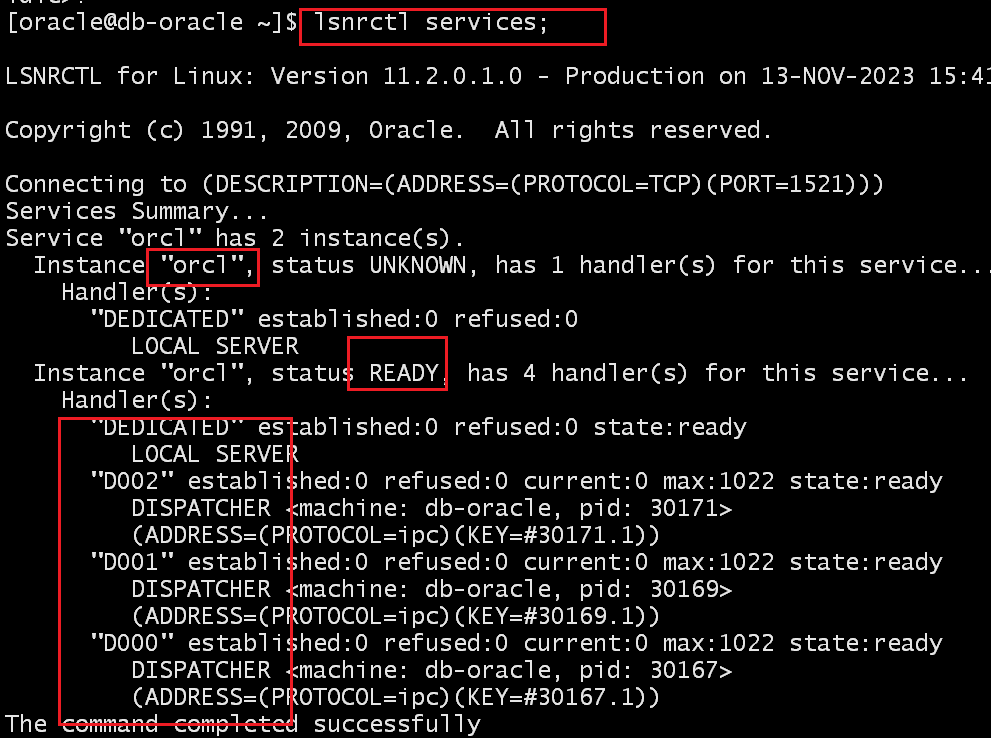 [oracle@db-oracle ~]$ lsnrctl services;
LSNRCTL for Linux: Version 11.2.0.1.0 - Production on 13-NOV-2023 15:41
Copyright (c) 1991, 2009, Oracle.  All rights reserved.
Connecting to (DESCRIPTION=(ADDRESS=(PROTOCOL=TCP)(PORT=1521)))
Services Summary...
Service "orcl" has 2 instance(s).
  Instance "orcl", status UNKNOWN, has 1 handler(s) for this service...
    Handler(s):
      "DEDICATED" established:0 refused:0
         LOCAL SERVER
  Instance "orcl", status READY, has 4 handler(s) for this service...
    Handler(s):
      "DEDICATED" established:0 refused:0 state:ready
         LOCAL SERVER
      "D002" established:0 refused:0 current:0 max:1022 state:ready
         DISPATCHER <machine: db-oracle, pid: 30171>
         (ADDRESS=(PROTOCOL=ipc)(KEY=#30171.1))
      "D001" established:0 refused:0 current:0 max:1022 state:ready
         DISPATCHER <machine: db-oracle, pid: 30169>
         (ADDRESS=(PROTOCOL=ipc)(KEY=#30169.1))
      "D000" established:0 refused:0 current:0 max:1022 state:ready
         DISPATCHER <machine: db-oracle, pid: 30167>
         (ADDRESS=(PROTOCOL=ipc)(KEY=#30167.1))
The command completed successfully